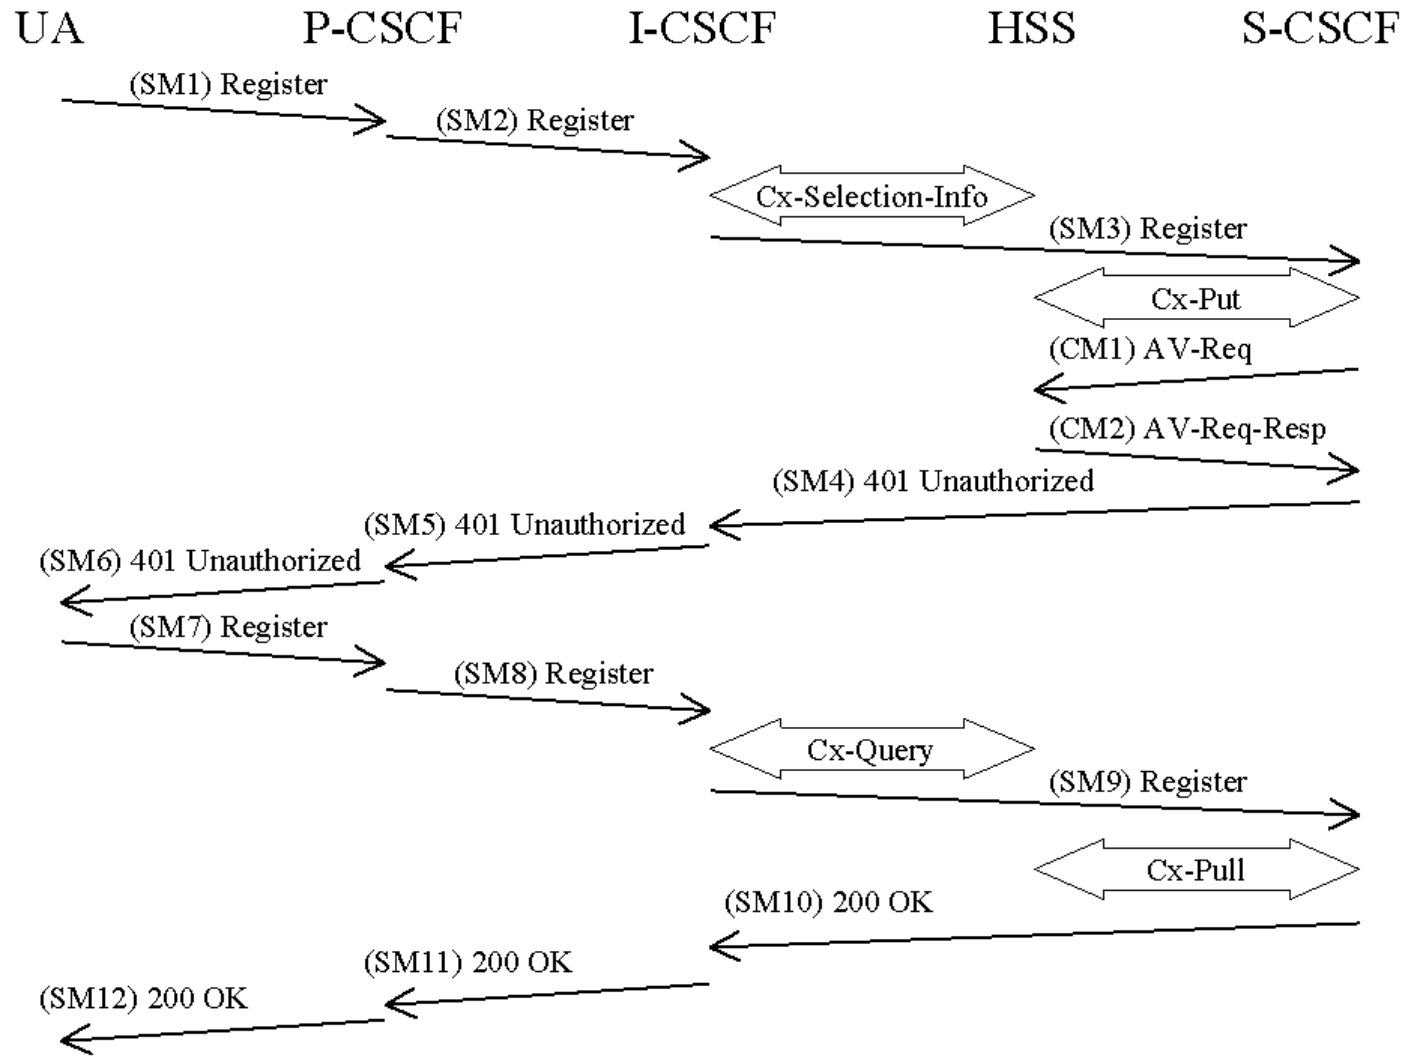 UA P-CSCF I-CSCF HSS S-CSCF
(SM1) Register
(SM2) Register
Cx-Selection-Info
(SM3) Register
Cx-Put
(CM1) AV-Req
(CM2) AV-Req-Resp
(SM4) 401 Unauthorized
(SM5) 401 Unauthorized
(SM6) 401 Unauthorized
(SM7) Register
(SM8) Register
Cx-Query
(SM9) Register
Cx-Pull
(SM10) 200 OK
(SM11) 200 OK
(SM12) 200 OK